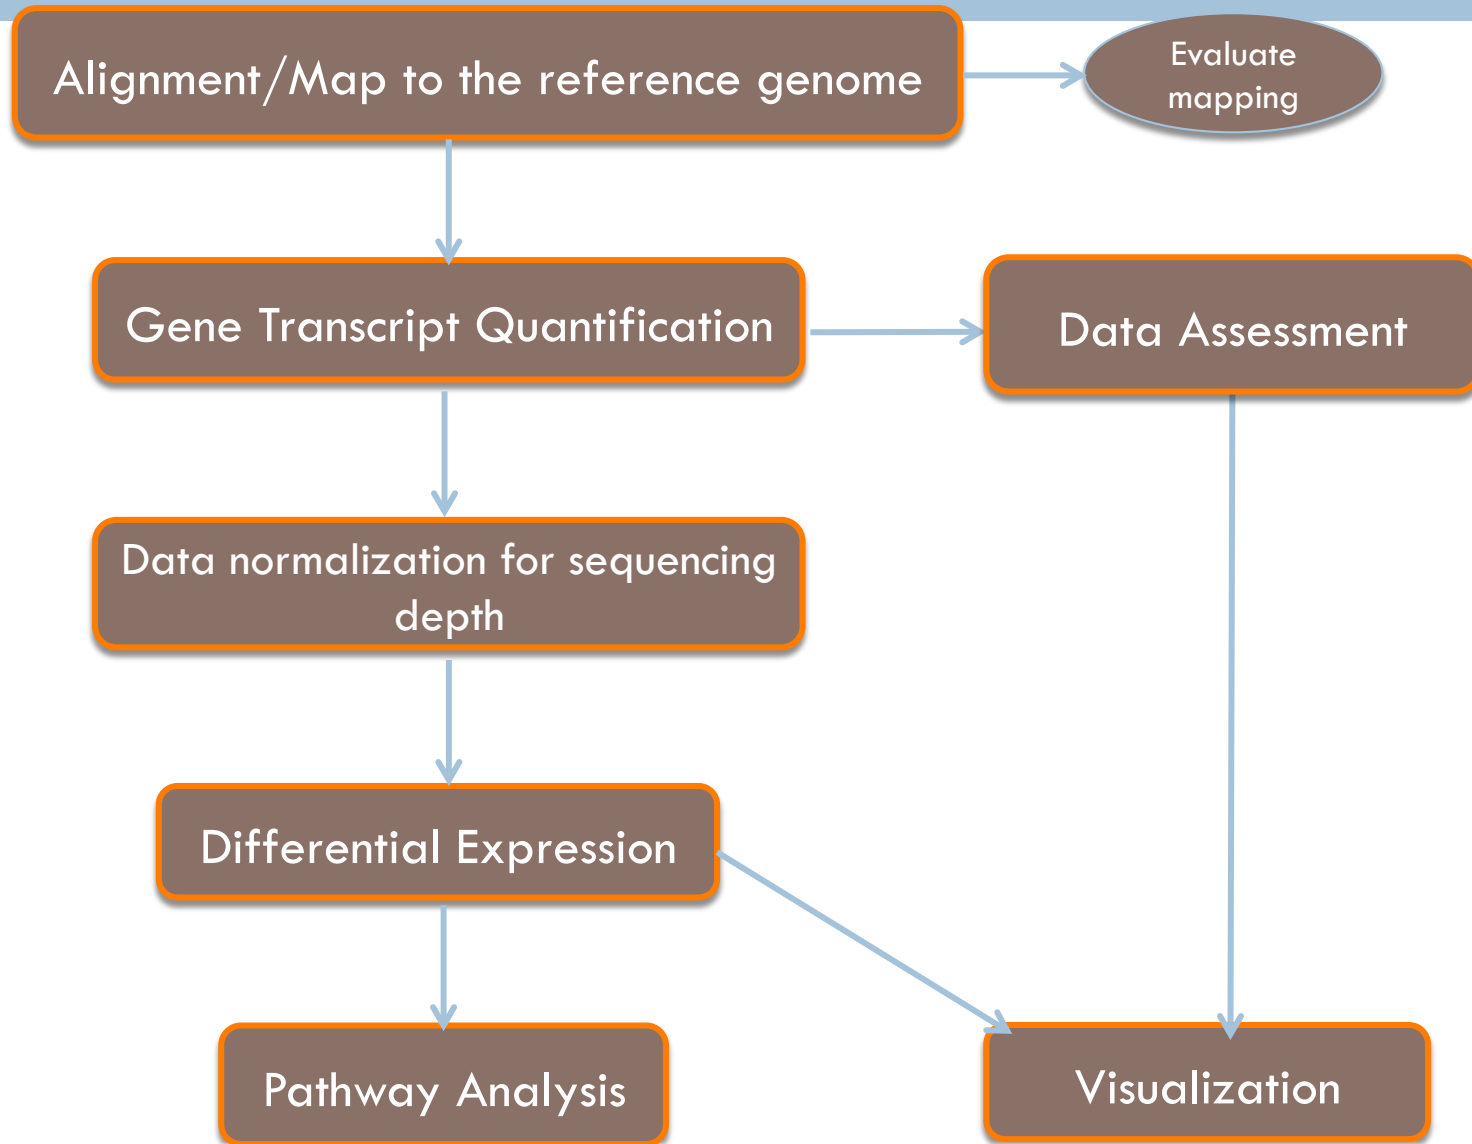 Alignment/Map to the reference genome
Evaluate
mapping
Gene Transcript Quantification
Data Assessment
Data normalization for sequencing
depth
Differential Expression
Pathway Analysis
Visualization